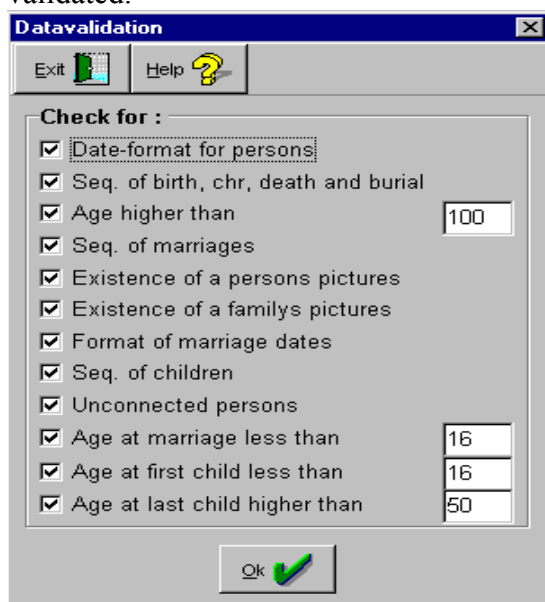 validated.
Datavalidation
Exit Help
Check for :
Date-format for persons
Seq. of birth, chr, death and burial
Age higher than 100
Seq. of marriages
Existence of a persons pictures
Existence of a familys pictures
Format of marriage dates
Seq. of children
Unconnected persons
Age at marriage less than 16
Age at first child less than 16
Age at last child higher than 50
Ok